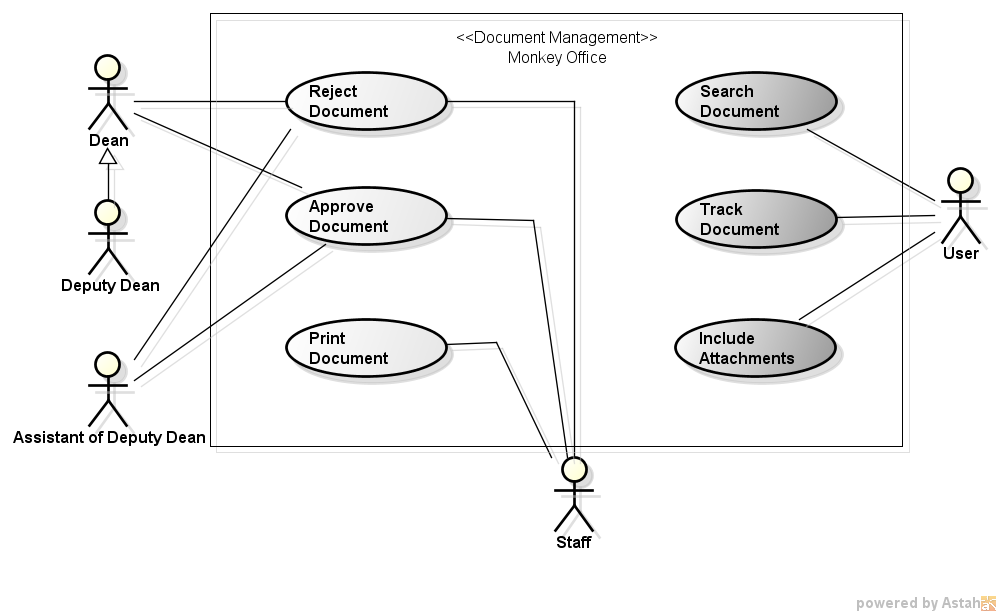 <<Document Management>>
Monkey Office
Reject
Document
Search
Document
Dean
Approve
Document
Track
Document
User
Deputy Dean
Print
Document
Include
Attachments
Assistant of Deputy Dean
Staff
powered by Astah